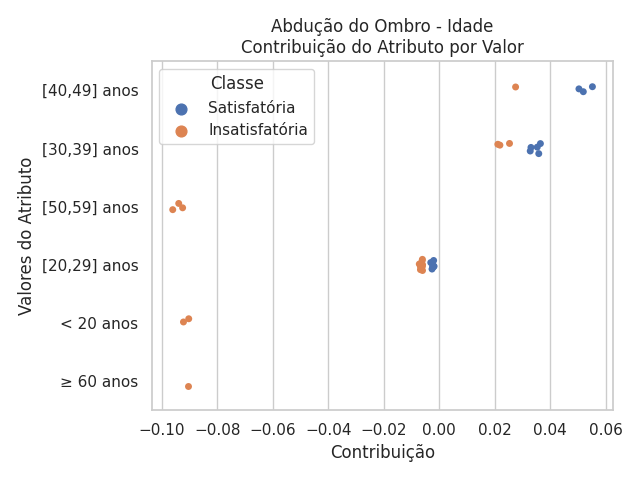 Abdução do Ombro - Idade
Contribuição do Atributo por Valor
Classe
Satisfatória
Insatisfatória
Valores do Atributo
[40,49] anos
[30,39] anos
[50,59] anos
[20,29] anos
< 20 anos
≥ 60 anos
−0.10 −0.08 −0.06 −0.04 −0.02 0.00 0.02 0.04 0.06
Contribuição